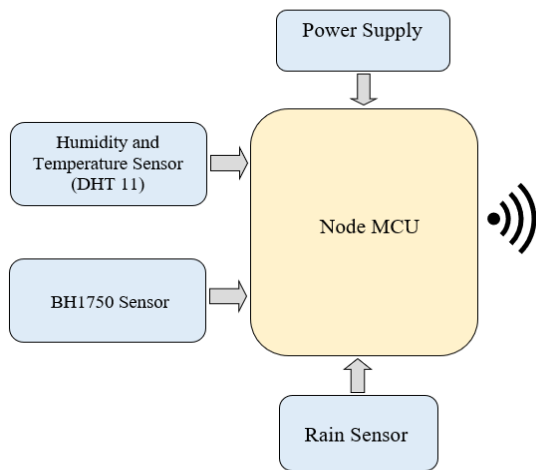 Power Supply
Humidity and
Temperature Sensor
(DHT 11)
Node MCU
BH1750 Sensor
Rain Sensor